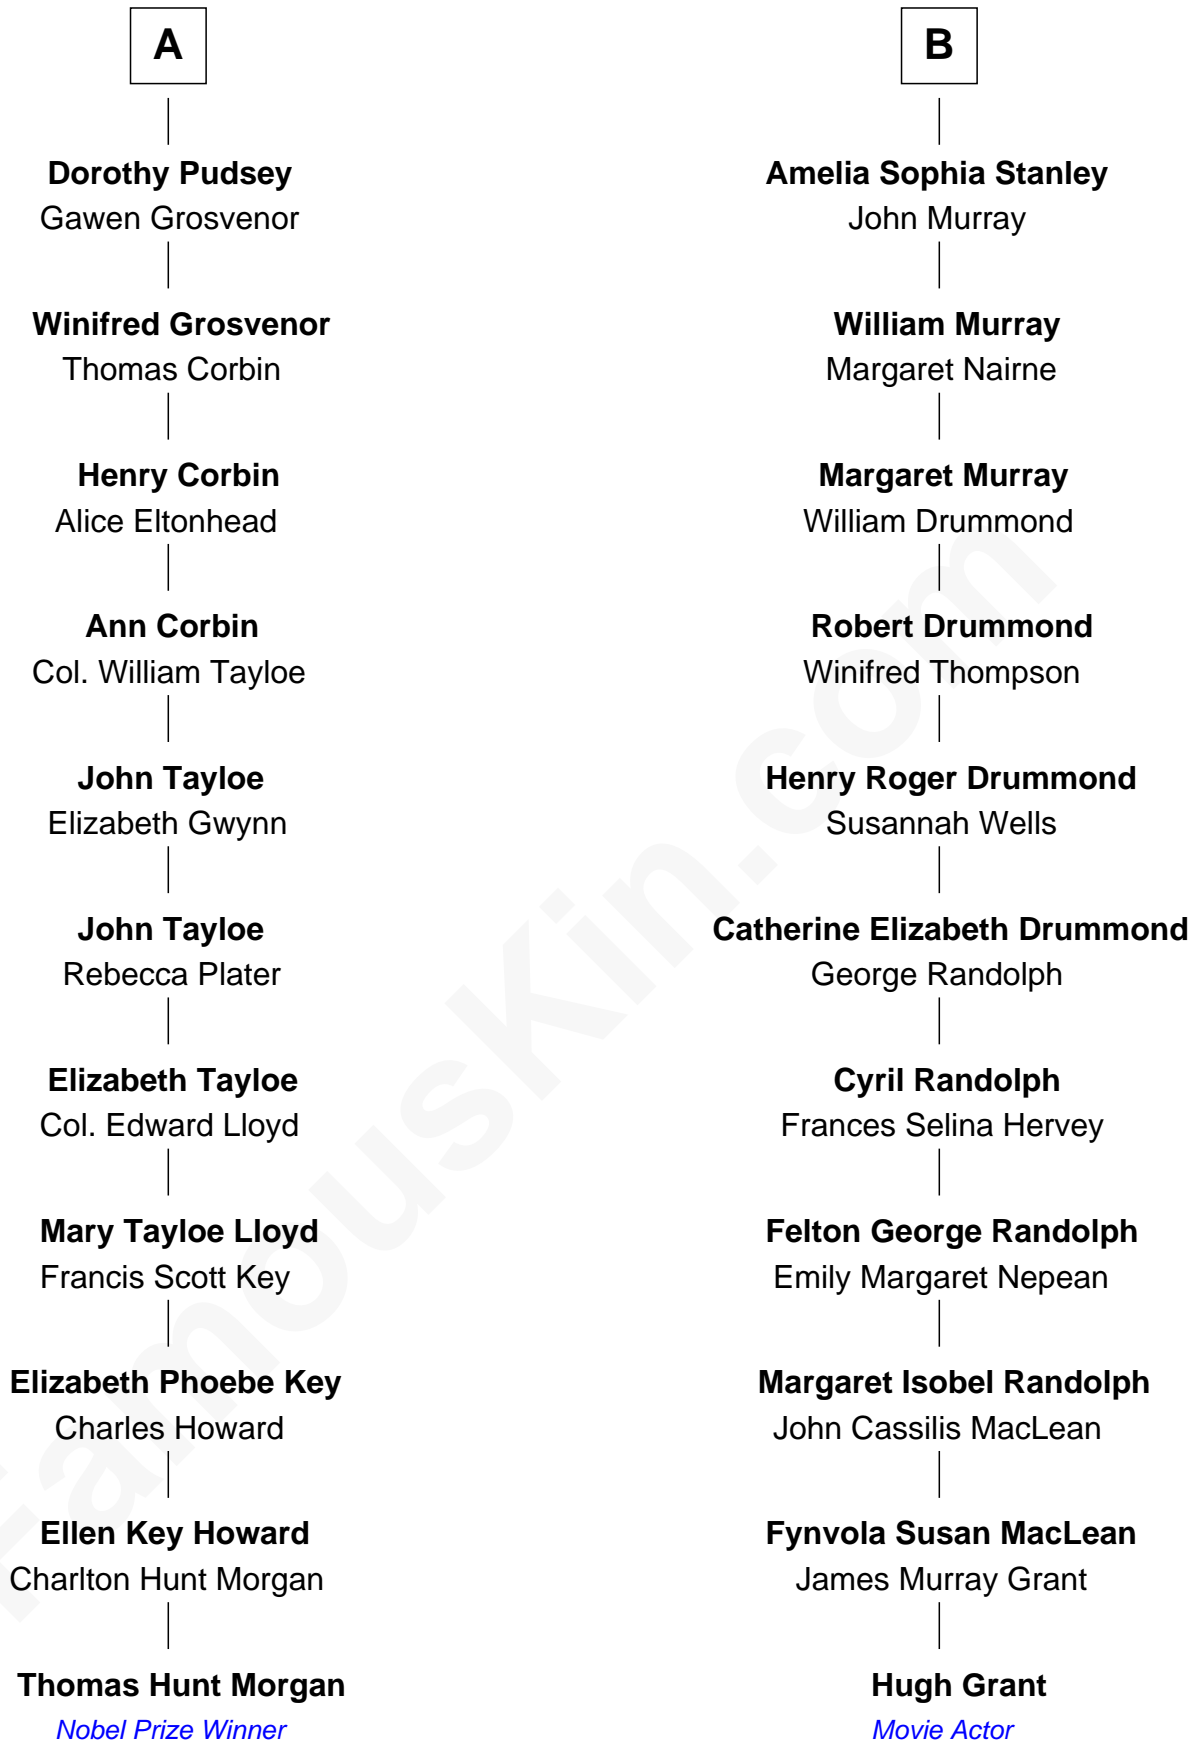 A
Dorothy Pudsey
Gawen Grosvenor
Winifred Grosvenor
Thomas Corbin
Henry Corbin
Alice Eltonhead
Ann Corbin
Col. William Tayloe
John Tayloe
Elizabeth Gwynn
John Tayloe
Rebecca Plater
Elizabeth Tayloe
Col. Edward Lloyd
Mary Tayloe Lloyd
Francis Scott Key
Elizabeth Phoebe Key
Charles Howard
Ellen Key Howard
Charlton Hunt Morgan
Thomas Hunt Morgan
Nobel Prize Winner
B
Amelia Sophia Stanley
John Murray
William Murray
Margaret Nairne
Margaret Murray
William Drummond
Robert Drummond
Winifred Thompson
Henry Roger Drummond
Susannah Wells
Catherine Elizabeth Drummond
George Randolph
Cyril Randolph
Frances Selina Hervey
Felton George Randolph
Emily Margaret Nepean
Margaret Isobel Randolph
John Cassilis MacLean
Fynvola Susan MacLean
James Murray Grant
Hugh Grant
Movie Actor
FamousKin.com